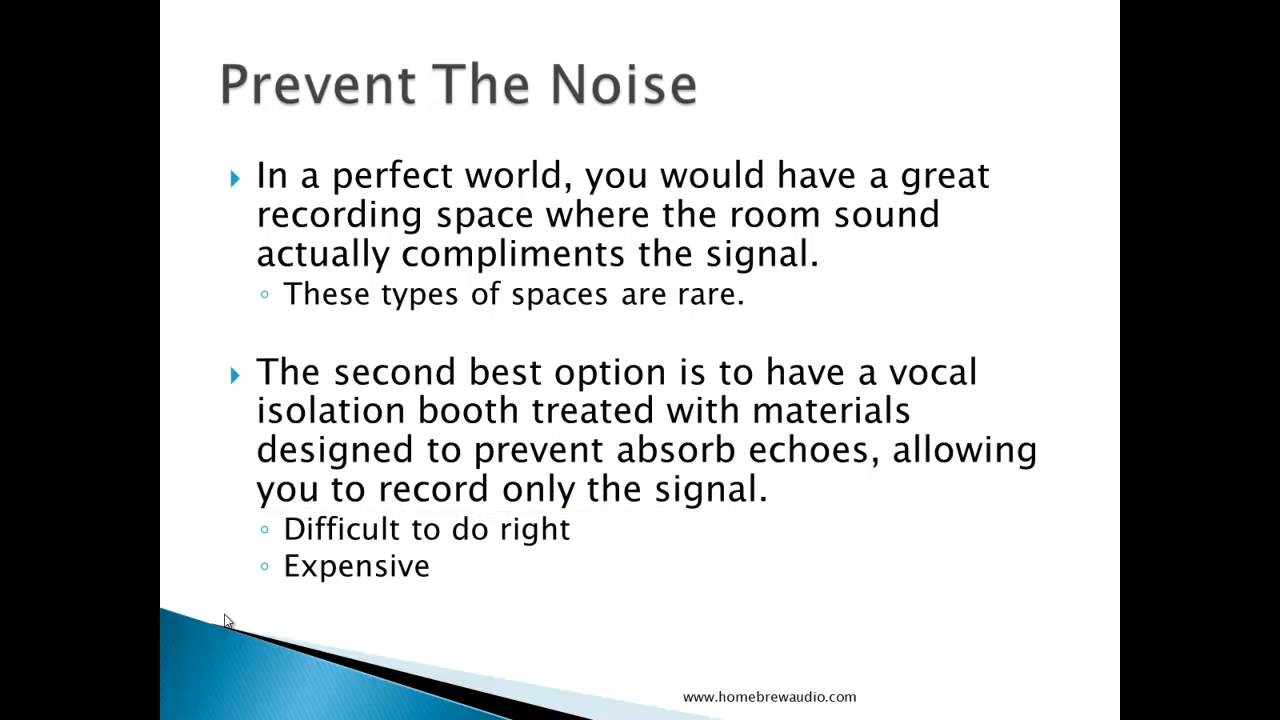 Prevent The Noise
In a perfect world, you would have a great
recording space where the room sound
actually compliments the signal.
These types of spaces are rare.
The second best option is to have a vocal
isolation booth treated with materials
designed to prevent absorb echoes, allowing
you to record only the signal.
Difficult to do right
Expensive
www.homebrewaudio.com